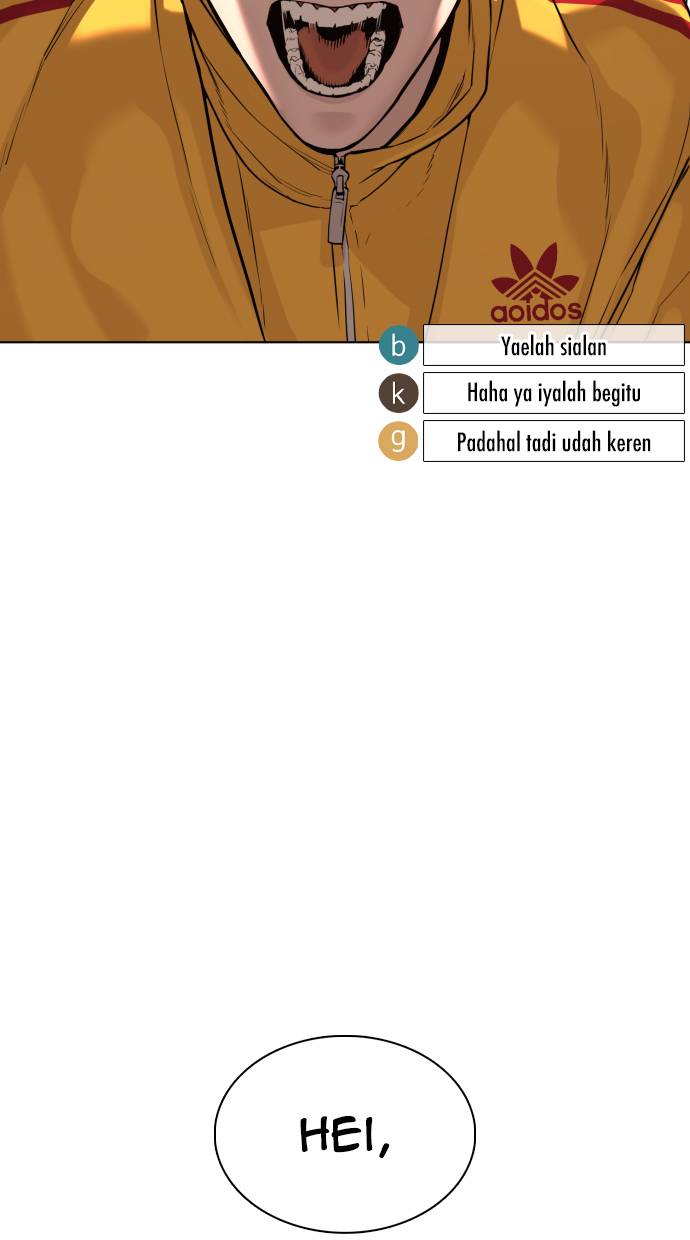 aoidos
b Yaelah sialan
k Haha ya iyalah begitu
g Padahal tadi udah keren
HEI,